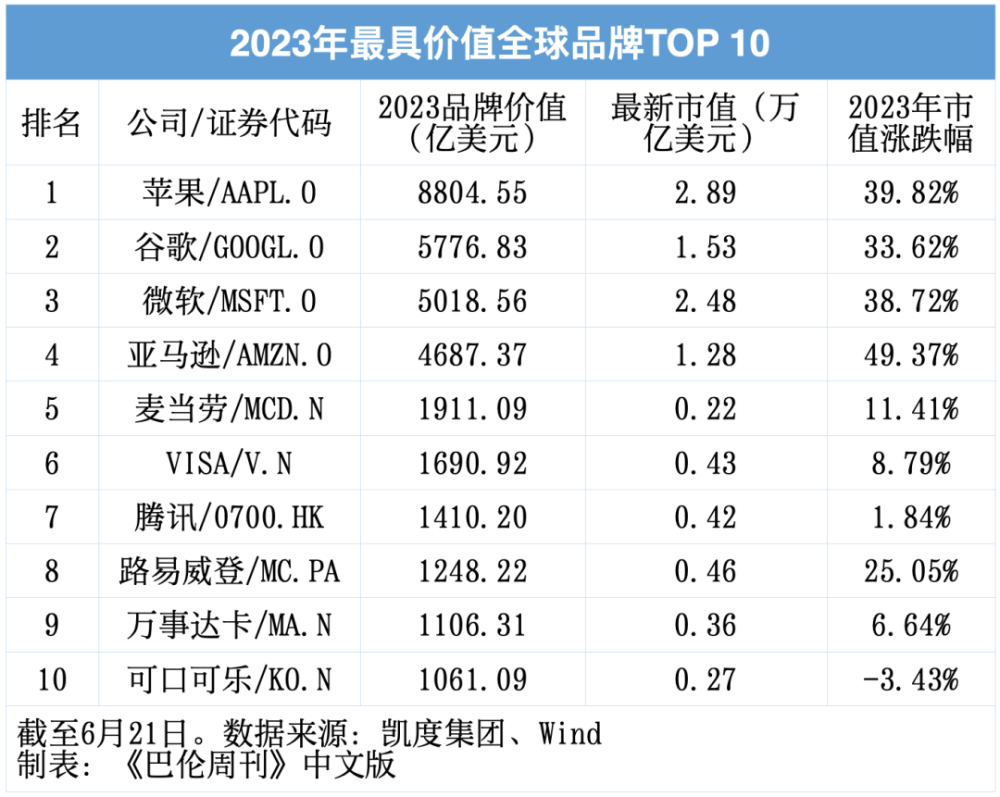 2023年最具价值全球品牌TOP 10
排名 公司/证券代码 2023品牌价值（亿美元） 最新市值（万亿美元） 2023年市值涨跌幅
1 苹果/AAPL.O 8804.55 2.89 39.82%
2 谷歌/GOOGL.O 5776.83 1.53 33.62%
3 微软/MSFT.O 5018.56 2.48 38.72%
4 亚马逊/AMZN.O 4687.37 1.28 49.37%
5 麦当劳/MCD.N 1911.09 0.22 11.41%
6 VISA/V.N 1690.92 0.43 8.79%
7 腾讯/0700.HK 1410.20 0.42 1.84%
8 路易威登/MC.PA 1248.22 0.46 25.05%
9 万事达卡/MA.N 1106.31 0.36 6.64%
10 可口可乐/KO.N 1061.09 0.27 -3.43%
截至6月21日。数据来源：凯度集团、Wind
制表：《巴伦周刊》中文版